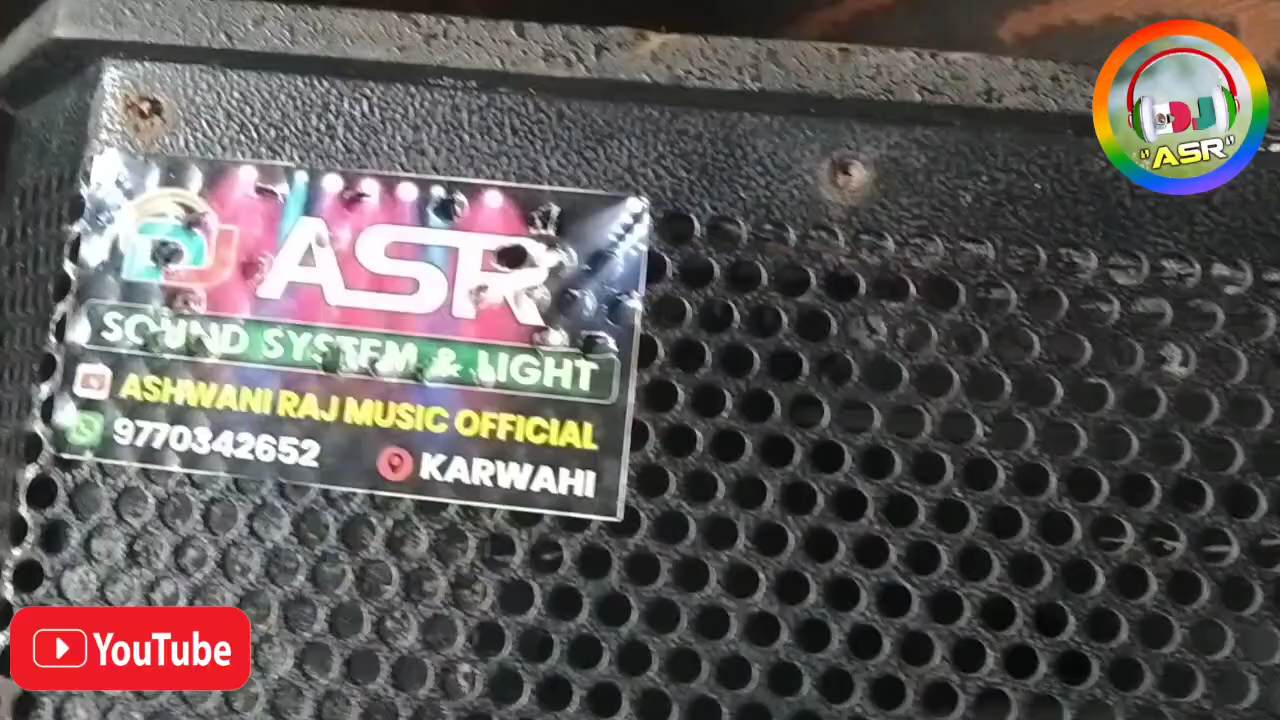 DJ ASR
SOUND SYSTEM & LIGHT
ASHWANI RAJ MUSIC OFFICIAL
9770342652 KARWAHI
DJ
"ASR"
YouTube